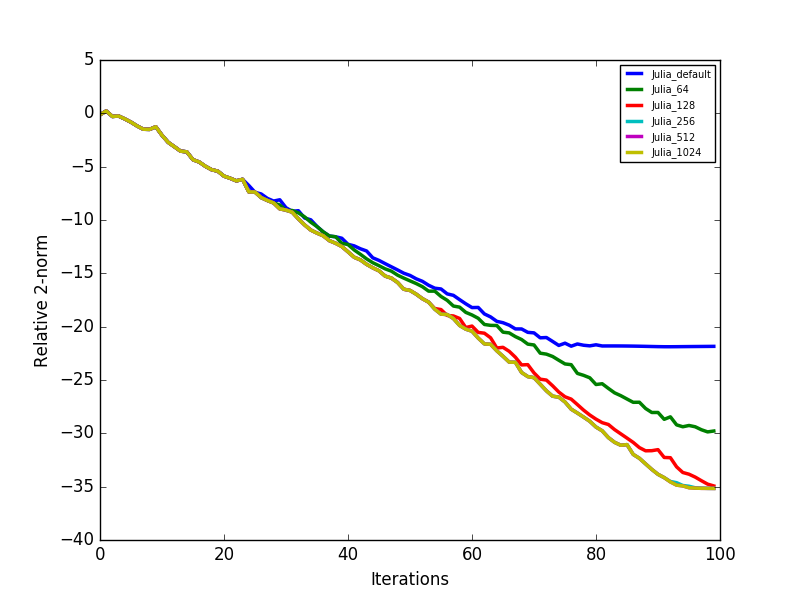 5
0
−5
−10
−15
−20
−25
−30
−35
−40
0
20
40
60
80
100
Relative 2-norm
Iterations
Julia_default
Julia_64
Julia_128
Julia_256
Julia_512
Julia_1024